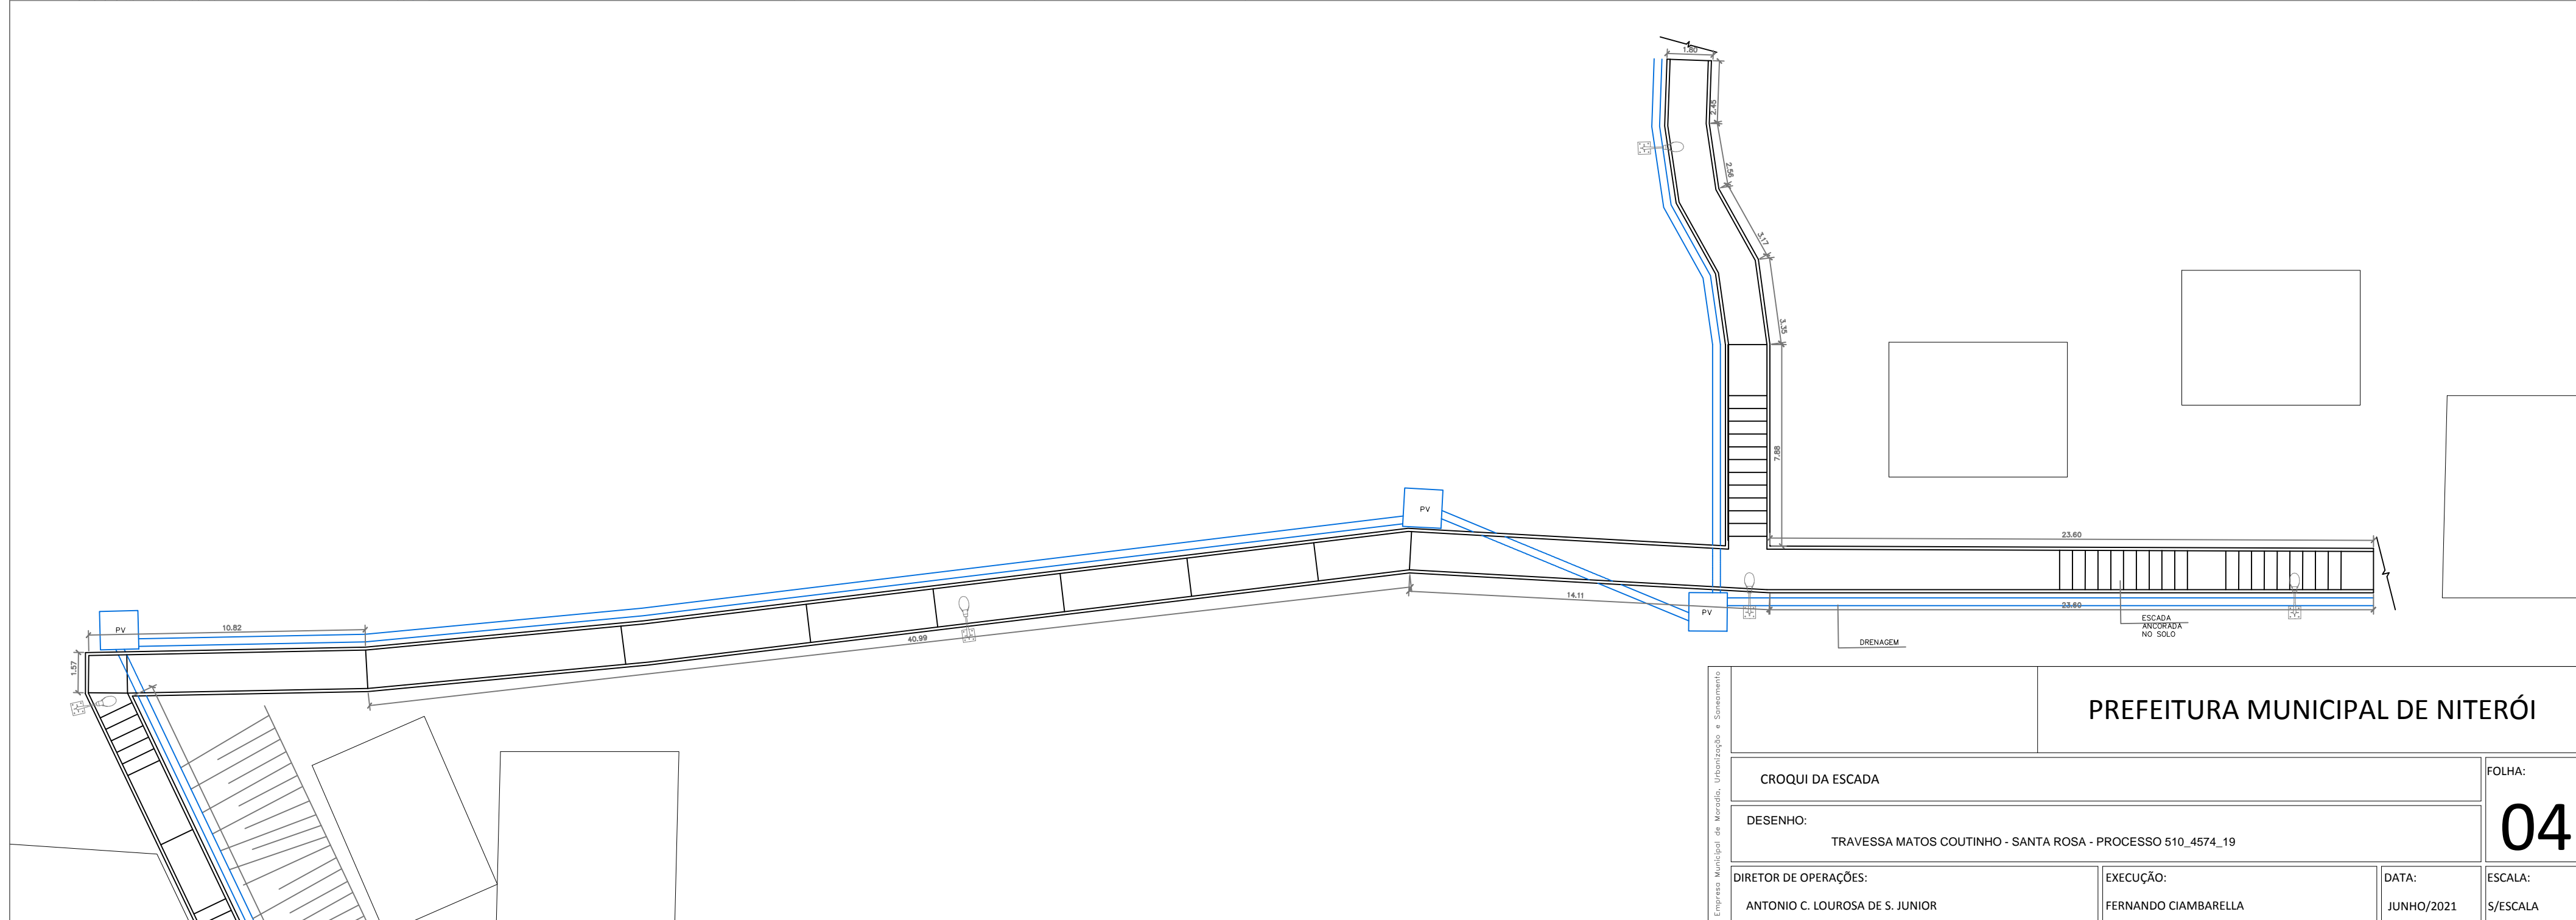 1.80
2.45
2.56
3.17
3.35
7.88
23.60
PV
14.11
PV
23.60
DRENAGEM
ESCADA
ANCORADA
NO SOLO
PV
10.82
1.57
40.99
Empresa Municipal de Moradia, Urbanização e Saneamento
PREFEITURA MUNICIPAL DE NITERÓI
CROQUI DA ESCADA
FOLHA:
04
DESENHO:
TRAVESSA MATOS COUTINHO - SANTA ROSA - PROCESSO 510_4574_19
DIRETOR DE OPERAÇÕES:
ANTONIO C. LOUROSA DE S. JUNIOR
EXECUÇÃO:
FERNANDO CIAMBARELLA
DATA:
JUNHO/2021
ESCALA:
S/ESCALA